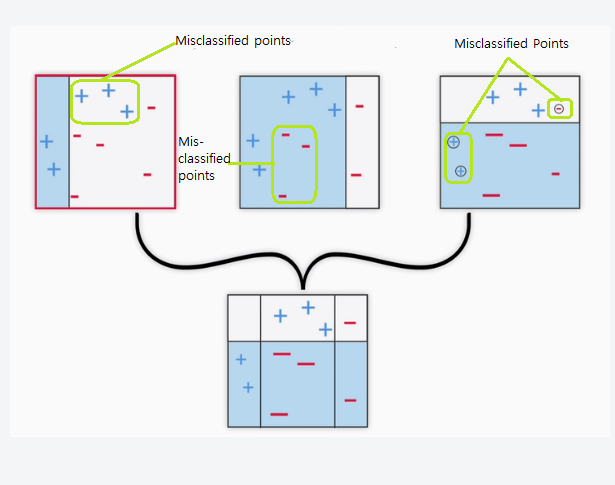 Misclassified points
Misclassified Points
Mis-
classified
points